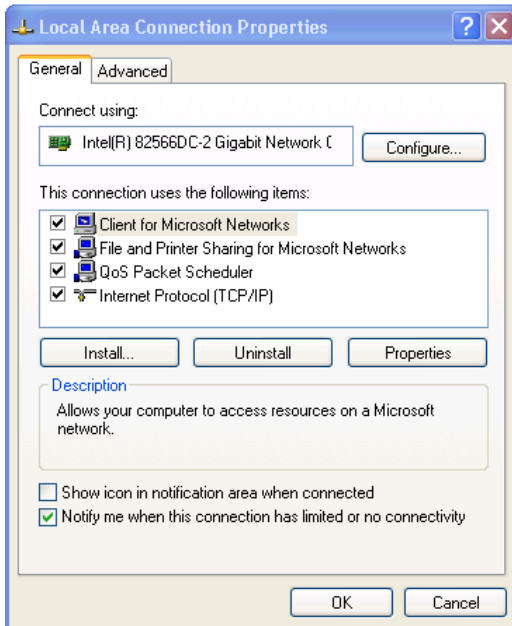 Local Area Connection Properties
General
Advanced
Connect using:
Intel(R) 82566DC-2 Gigabit Network C
Configure...
This connection uses the following items:
Client for Microsoft Networks
File and Printer Sharing for Microsoft Networks
QoS Packet Scheduler
Internet Protocol (TCP/IP)
Install...
Uninstall
Properties
Description
Allows your computer to access resources on a Microsoft
network.
Show icon in notification area when connected
Notify me when this connection has limited or no connectivity
OK
Cancel